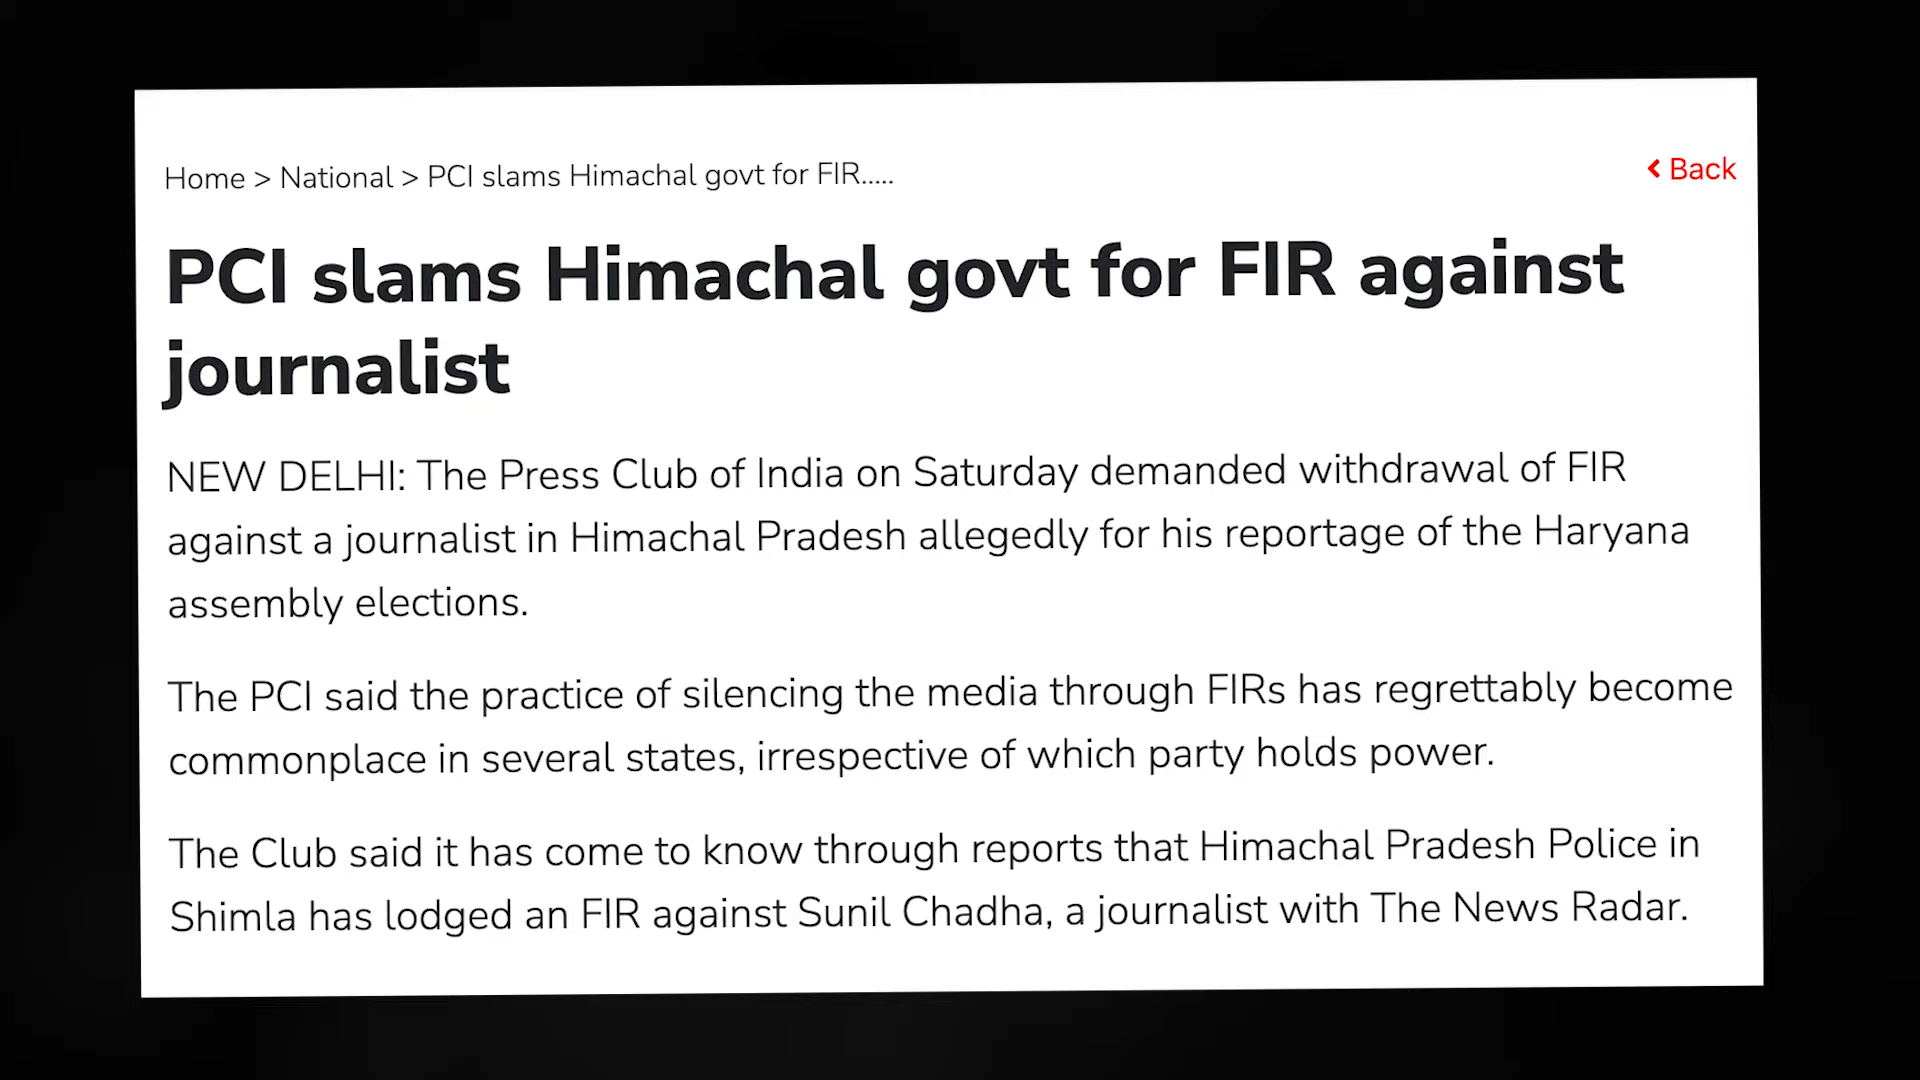 Home > National > PCI slams Himachal govt for FIR.....
Back
PCI slams Himachal govt for FIR against
journalist
NEW DELHI: The Press Club of India on Saturday demanded withdrawal of FIR
against a journalist in Himachal Pradesh allegedly for his reportage of the Haryana
assembly elections.
The PCI said the practice of silencing the media through FIRs has regrettably become
commonplace in several states, irrespective of which party holds power.
The Club said it has come to know through reports that Himachal Pradesh Police in
Shimla has lodged an FIR against Sunil Chadha, a journalist with The News Radar.